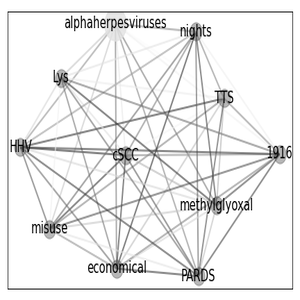 alphaherpesviruses
nights
Lys
TTS
HHV
cSCC
1916
methylglyoxal
misuse
economical
PARDS